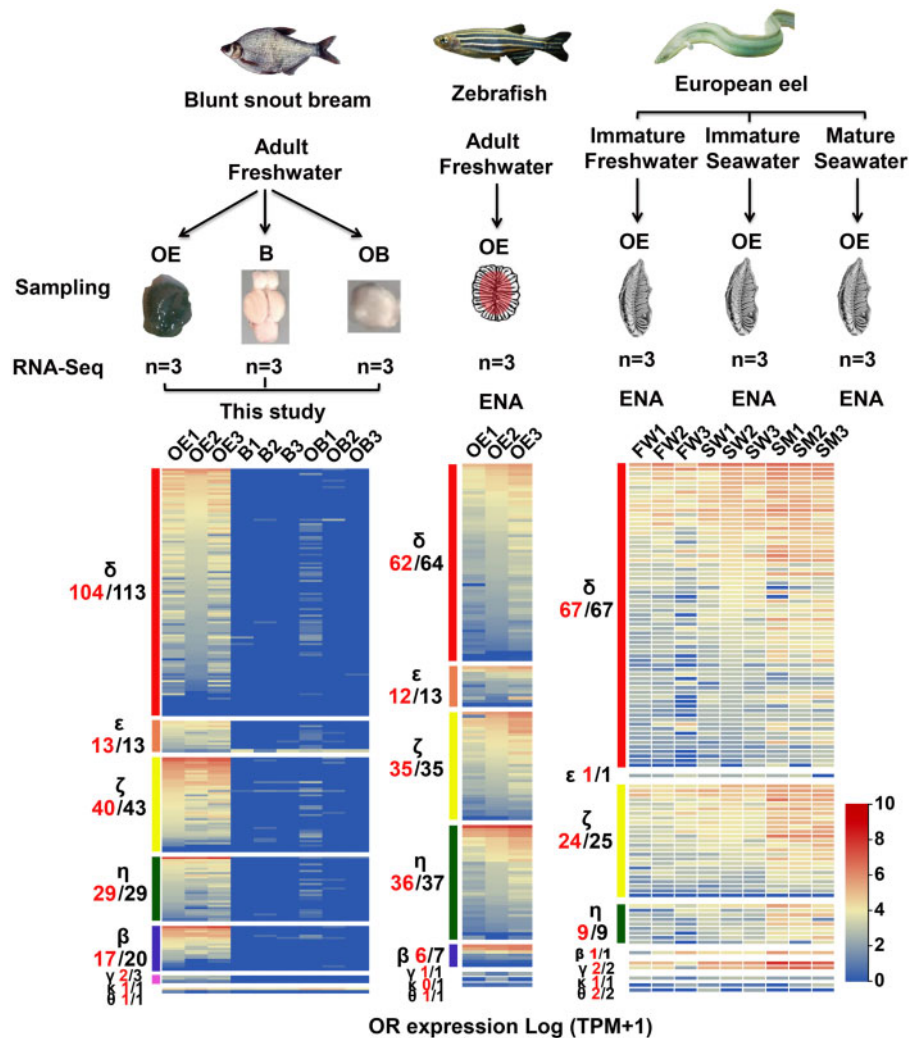 Blunt snout bream
Zebrafish
European eel
Adult
Freshwater
Adult
Freshwater
Immature
Freshwater
Immature
Seawater
Mature
Seawater
OE
B
OB
OE
OE
OE
OE
Sampling
RNA-Seq
n=3
n=3
n=3
n=3
n=3
n=3
n=3
This study
ENA
ENA
ENA
ENA
OE1 OE2 OE3 B1 B2 B3 OB1 OB2 OB3
OE1 OE2 OE3
FW1 FW2 FW3 SW1 SW2 SW3 SM1 SM2 SM3
δ
104/113
ε
13/13
ζ
40/43
η
29/29
β
17/20
γ 2/3
κ 1/1
θ 1/1
δ
62/64
ε
12/13
ζ
35/35
η
36/37
β 6/7
γ 1/1
κ 0/1
θ 1/1
δ
67/67
ε 1/1
ζ
24/25
η
9/9
β 1/1
γ 2/2
κ 1/1
θ 2/2
10
8
6
4
2
0
OR expression Log (TPM+1)